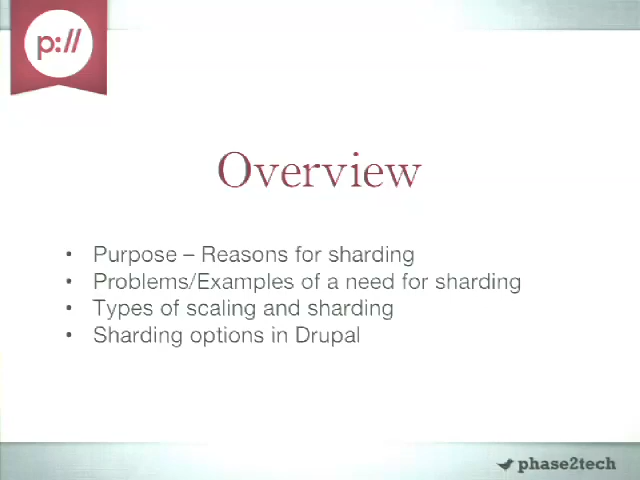 p://
Overview
• Purpose – Reasons for sharding
• Problems/Examples of a need for sharding
• Types of scaling and sharding
• Sharding options in Drupal
phase2tech